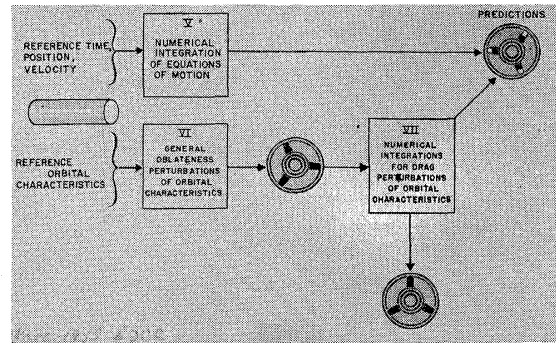 PREDICTIONS
REFERENCE TIME,
POSITION,
VELOCITY
V
NUMERICAL
INTEGRATION
OF EQUATIONS
OF MOTION
REFERENCE
ORBITAL
CHARACTERISTICS
VI
GENERAL
OBLATENESS
PERTURBATIONS
OF ORBITAL
CHARACTERISTICS
VII
NUMERICAL
INTEGRATIONS
FOR DRAG
PERTURBATIONS
OF ORBITAL
CHARACTERISTICS